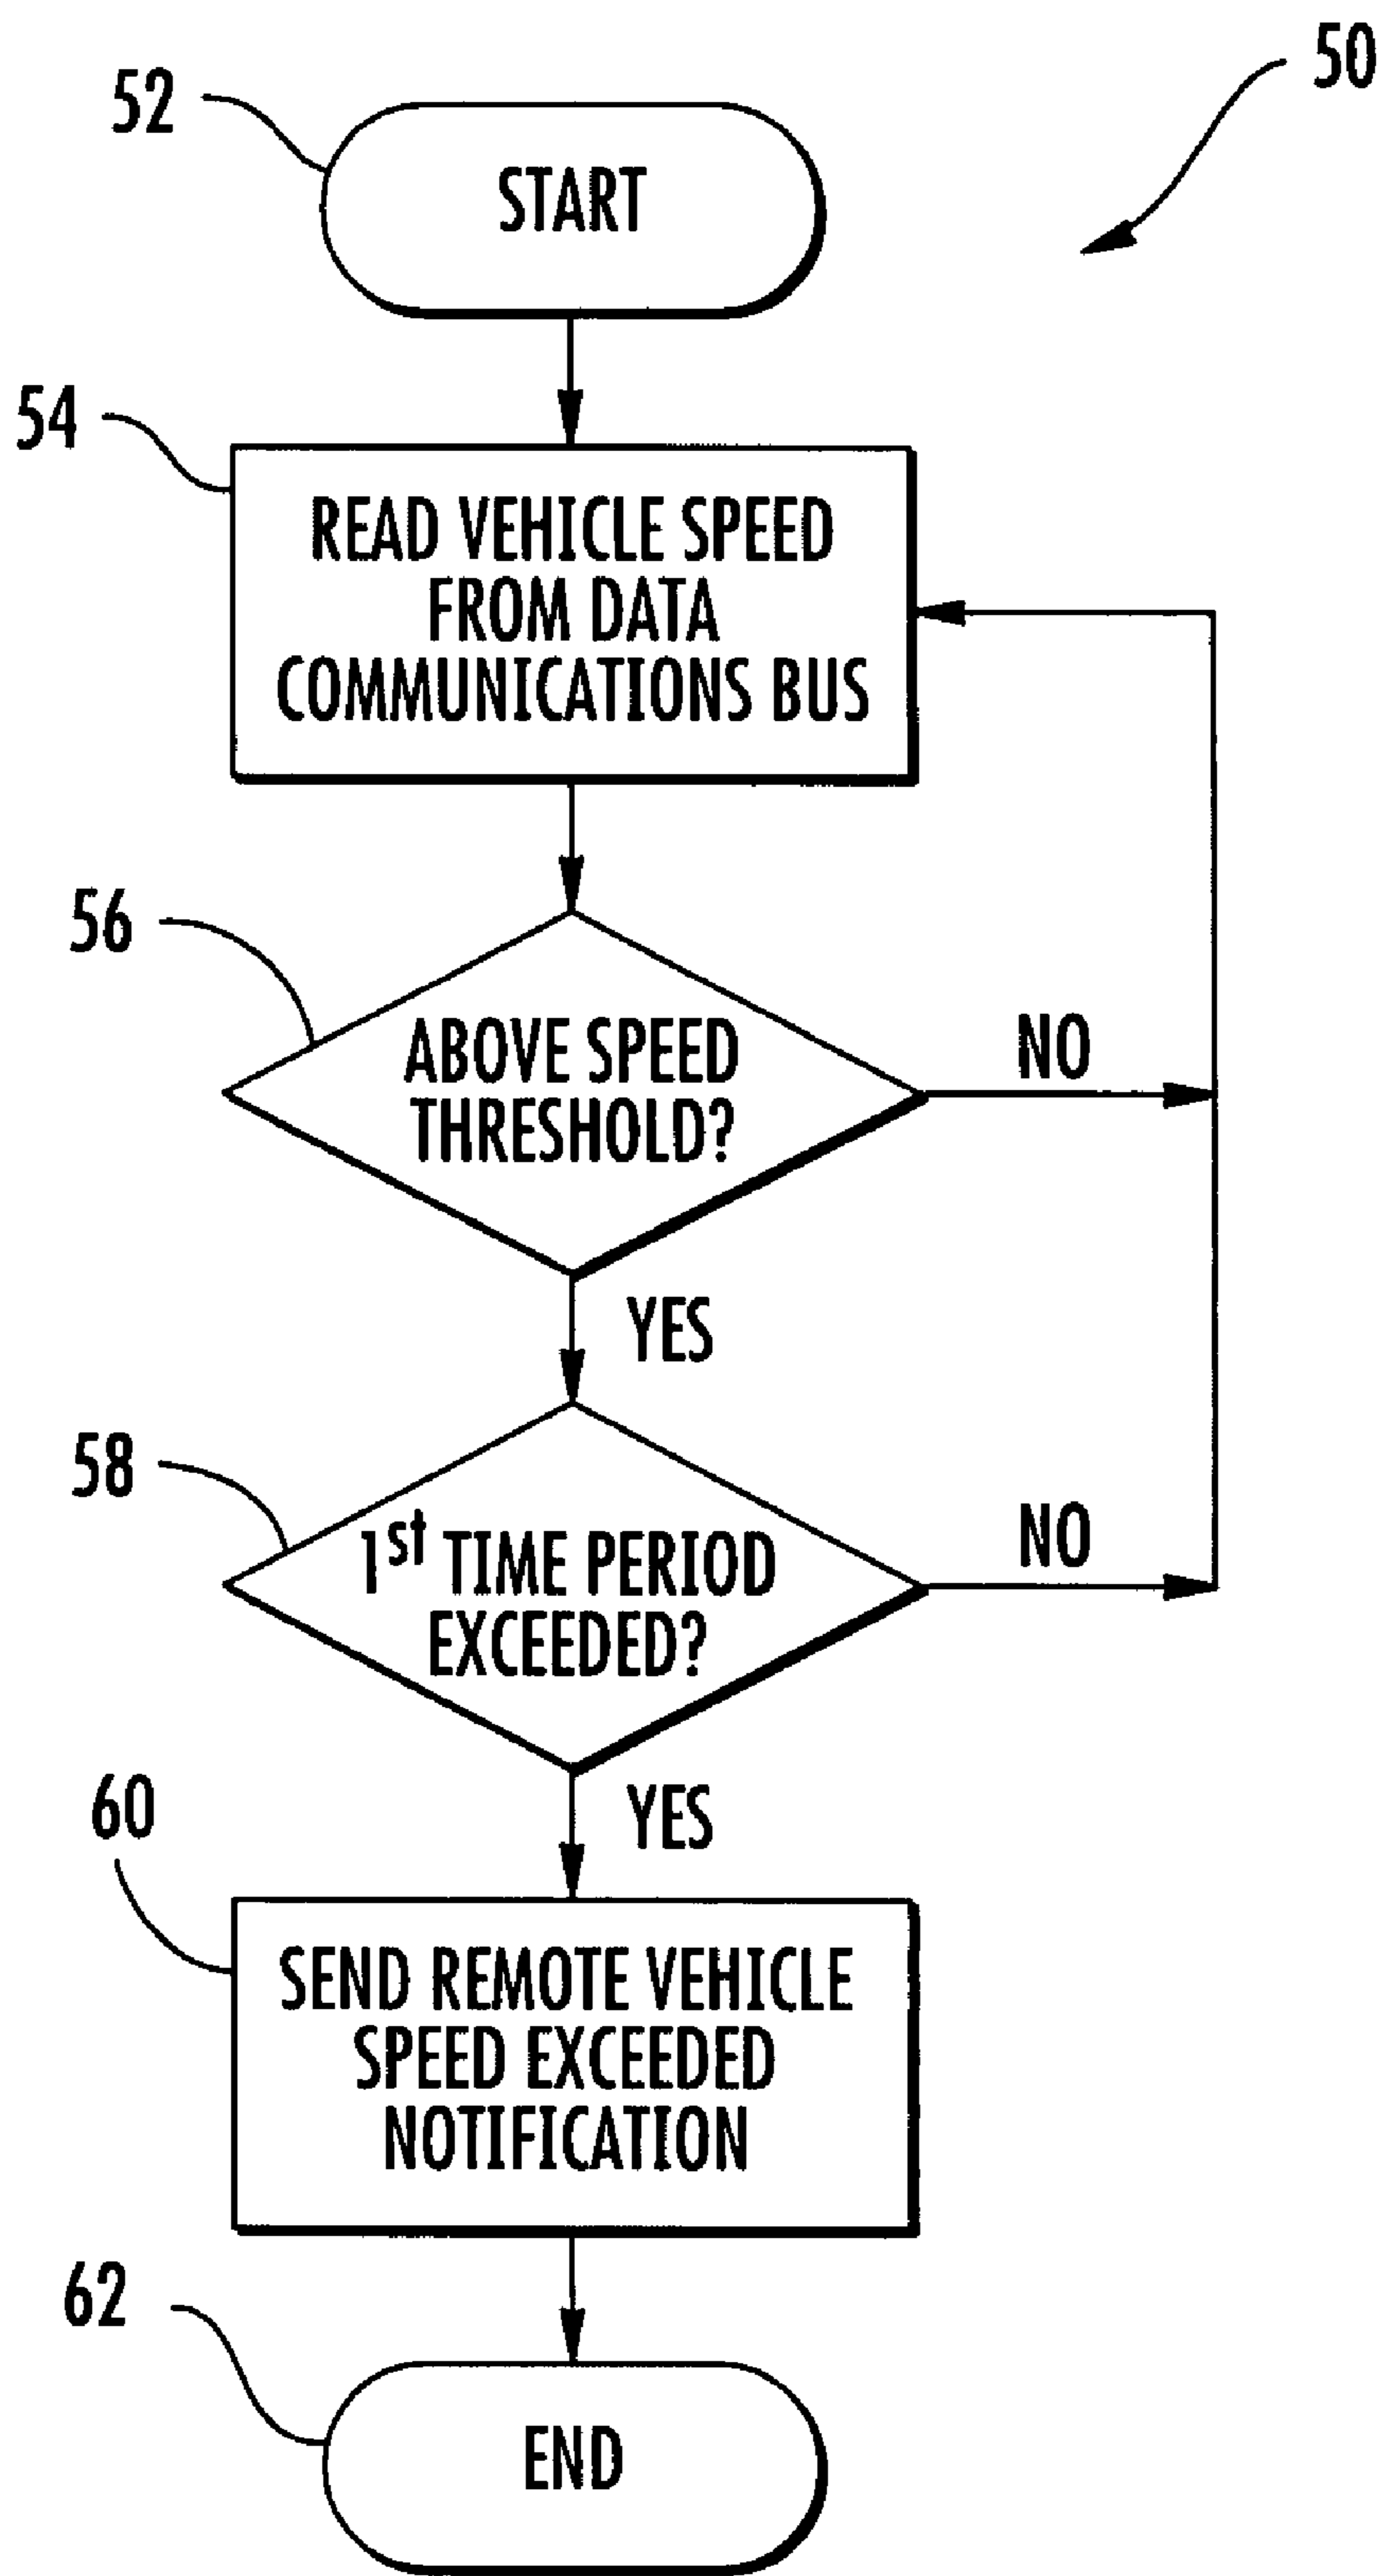 50
52
START
54
READ VEHICLE SPEED
FROM DATA
COMMUNICATIONS BUS
56
ABOVE SPEED
THRESHOLD?
NO
YES
58
1st TIME PERIOD
EXCEEDED?
NO
YES
60
SEND REMOTE VEHICLE
SPEED EXCEEDED
NOTIFICATION
62
END